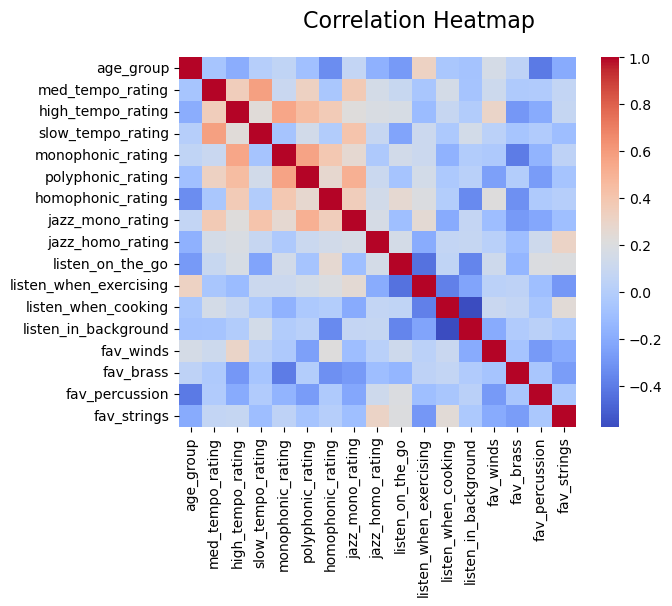 Correlation Heatmap
age_group
med_tempo_rating
high_tempo_rating
slow_tempo_rating
monophonic_rating
polyphonic_rating
homophonic_rating
jazz_mono_rating
jazz_homo_rating
listen_on_the_go
listen_when_exercising
listen_when_cooking
listen_in_background
fav_winds
fav_brass
fav_percussion
fav_strings
age_group
med_tempo_rating
high_tempo_rating
slow_tempo_rating
monophonic_rating
polyphonic_rating
homophonic_rating
jazz_mono_rating
jazz_homo_rating
listen_on_the_go
listen_when_exercising
listen_when_cooking
listen_in_background
fav_winds
fav_brass
fav_percussion
fav_strings
1.0
0.8
0.6
0.4
0.2
0.0
−0.2
−0.4